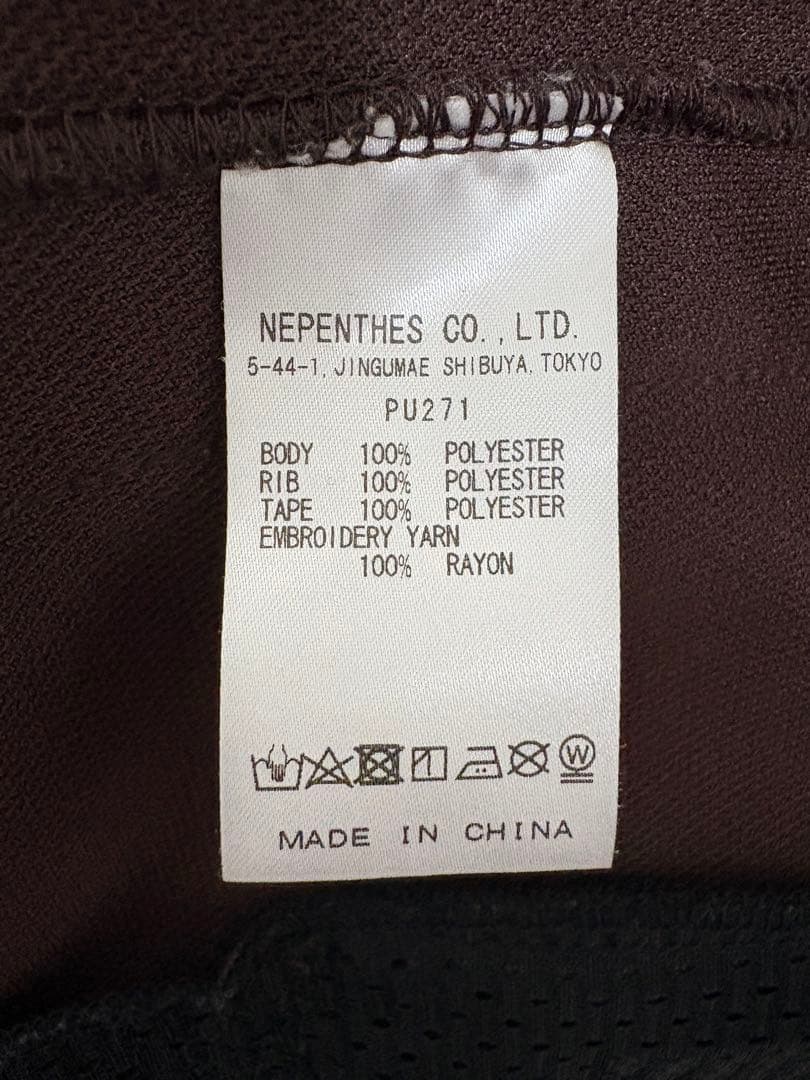 NEPENTHES CO., LTD.
5-44-1, JINGUMAE SHIBUYA. TOKYO
PU271
BODY 100% POLYESTER
RIB 100% POLYESTER
TAPE 100% POLYESTER
EMBROIDERY YARN
100% RAYON
W
MADE IN CHINA